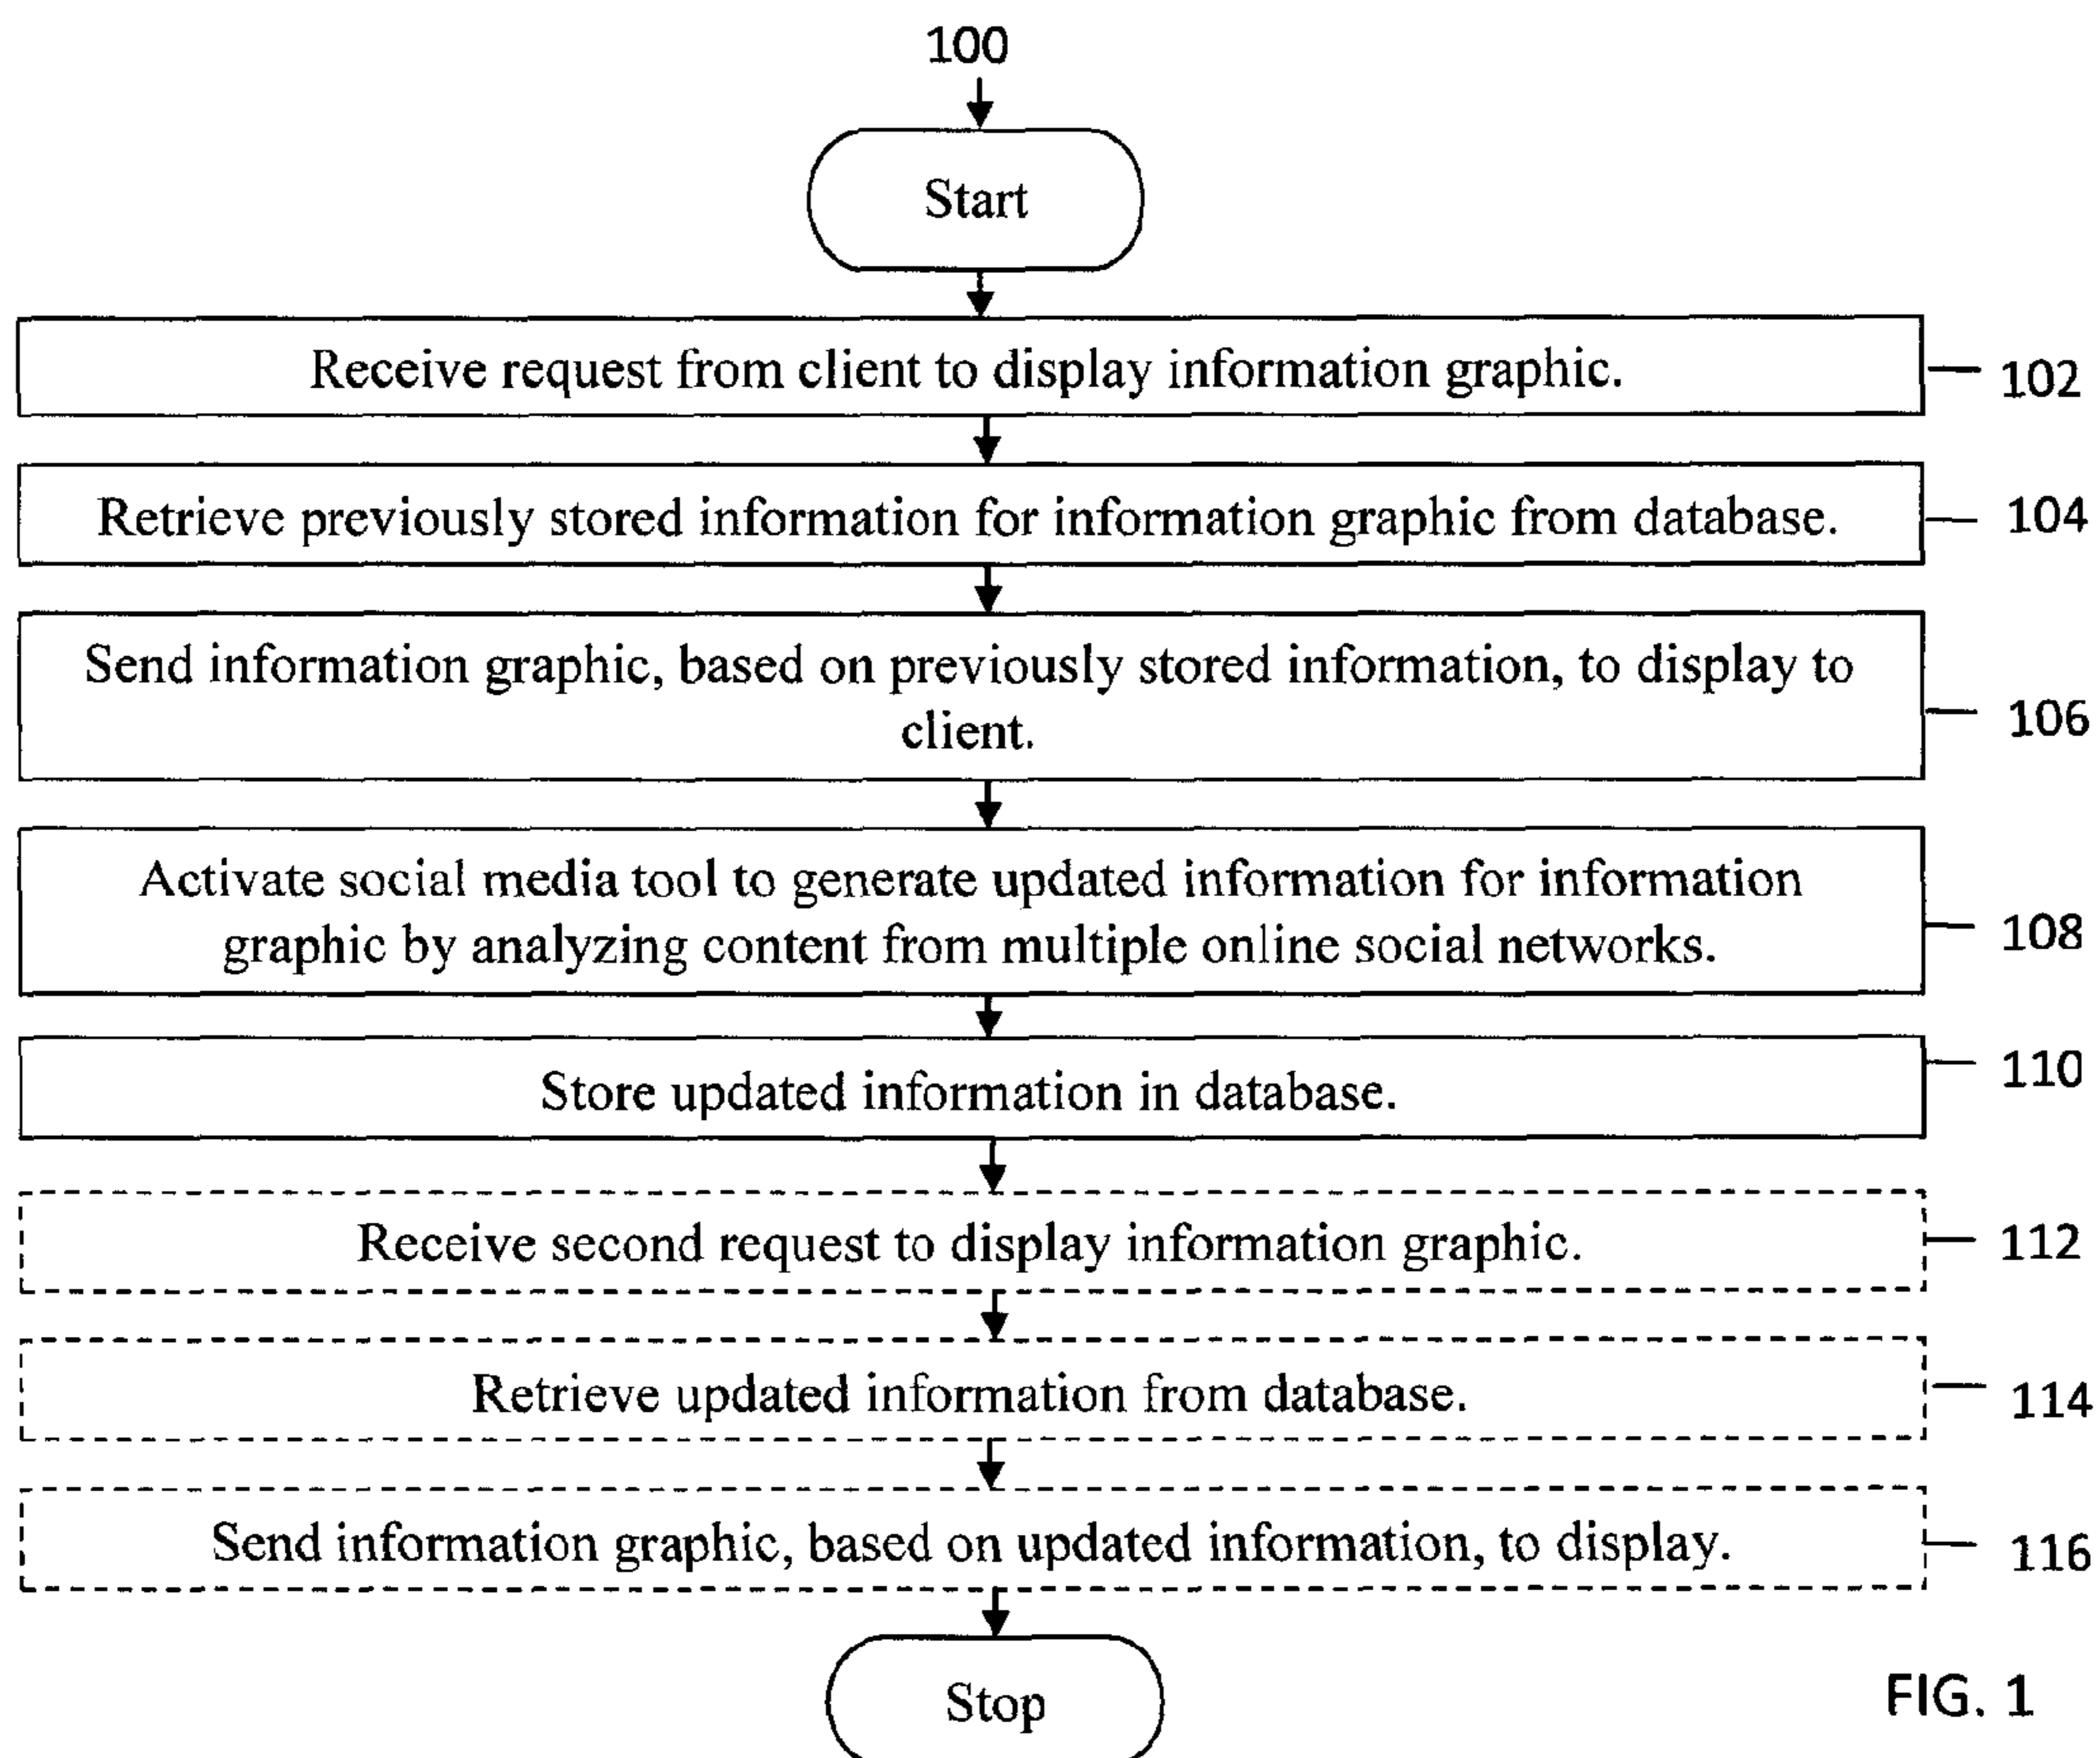 100
Start
Receive request from client to display information graphic.
102
Retrieve previously stored information for information graphic from database.
104
Send information graphic, based on previously stored information, to display to
client.
106
Activate social media tool to generate updated information for information
graphic by analyzing content from multiple online social networks.
108
Store updated information in database.
110
Receive second request to display information graphic.
112
Retrieve updated information from database.
114
Send information graphic, based on updated information, to display.
116
Stop
FIG. 1